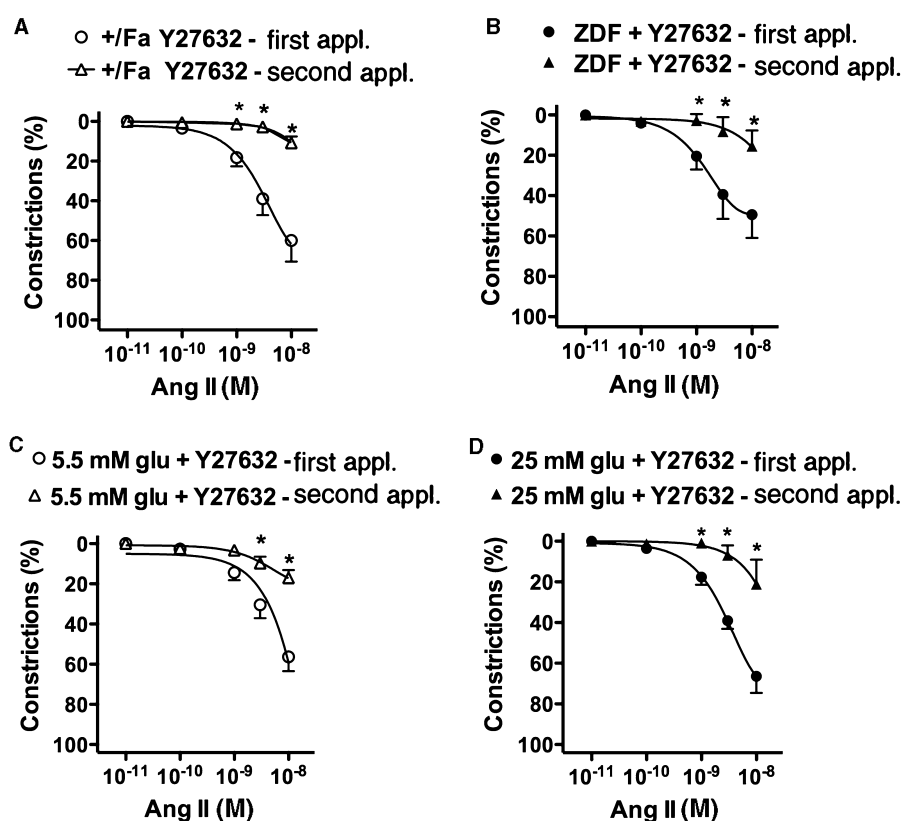 A
+/Fa Y27632 - first appl.
+/Fa Y27632 - second appl.
Constrictions (%)
0
20
40
60
80
100
* * *
10-11 10-10 10-9 10-8
Ang II (M)
B
ZDF + Y27632 - first appl.
ZDF + Y27632 - second appl.
Constrictions (%)
0
20
40
60
80
100
* * *
10-11 10-10 10-9 10-8
Ang II (M)
C
5.5 mM glu + Y27632 - first appl.
5.5 mM glu + Y27632 - second appl.
Constrictions (%)
0
20
40
60
80
100
* *
10-11 10-10 10-9 10-8
Ang II (M)
D
25 mM glu + Y27632 - first appl.
25 mM glu + Y27632 - second appl.
Constrictions (%)
0
20
40
60
80
100
* * *
10-11 10-10 10-9 10-8
Ang II (M)